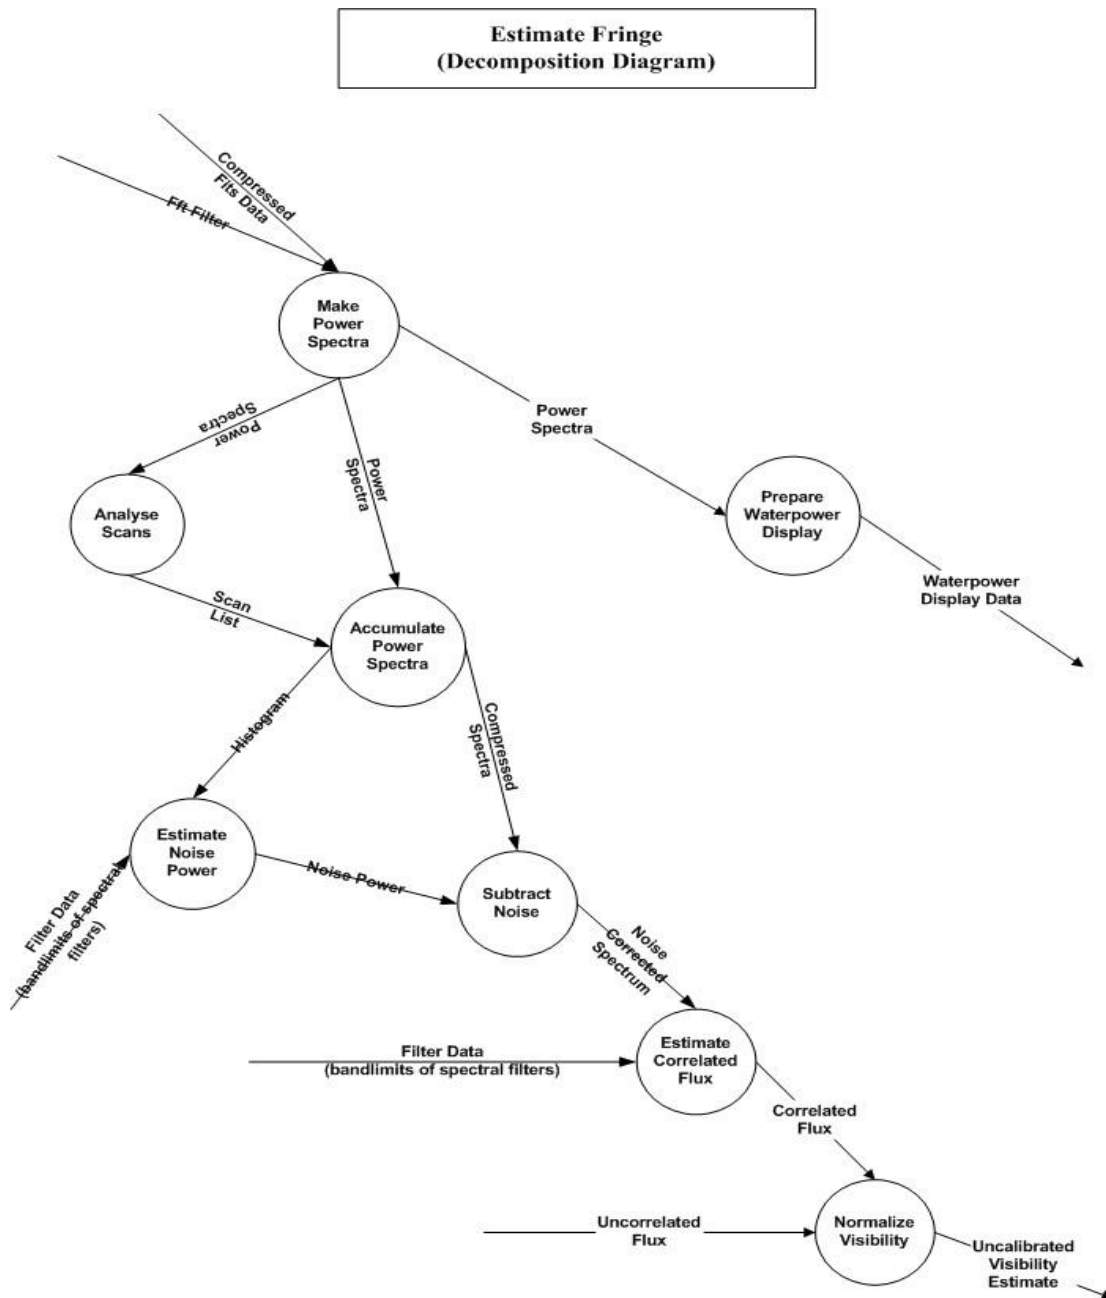 Estimate Fringe
(Decomposition Diagram)
Compressed
Fits Data
Fft Filter
Make
Power
Spectra
Power
Spectra
Power
Spectra
Power
Spectra
Prepare
Waterpower
Display
Analyse
Scans
Waterpower
Display Data
Scan
List
Accumulate
Power
Spectra
Histogram
Compressed
Spectra
Estimate
Noise
Power
Noise Power
Subtract
Noise
Filter Data
(bandlimits of spectral
filters)
Noise
Corrected
Spectrum
Filter Data
(bandlimits of spectral filters)
Estimate
Correlated
Flux
Correlated
Flux
Uncorrelated
Flux
Normalize
Visibility
Uncalibrated
Visibility
Estimate